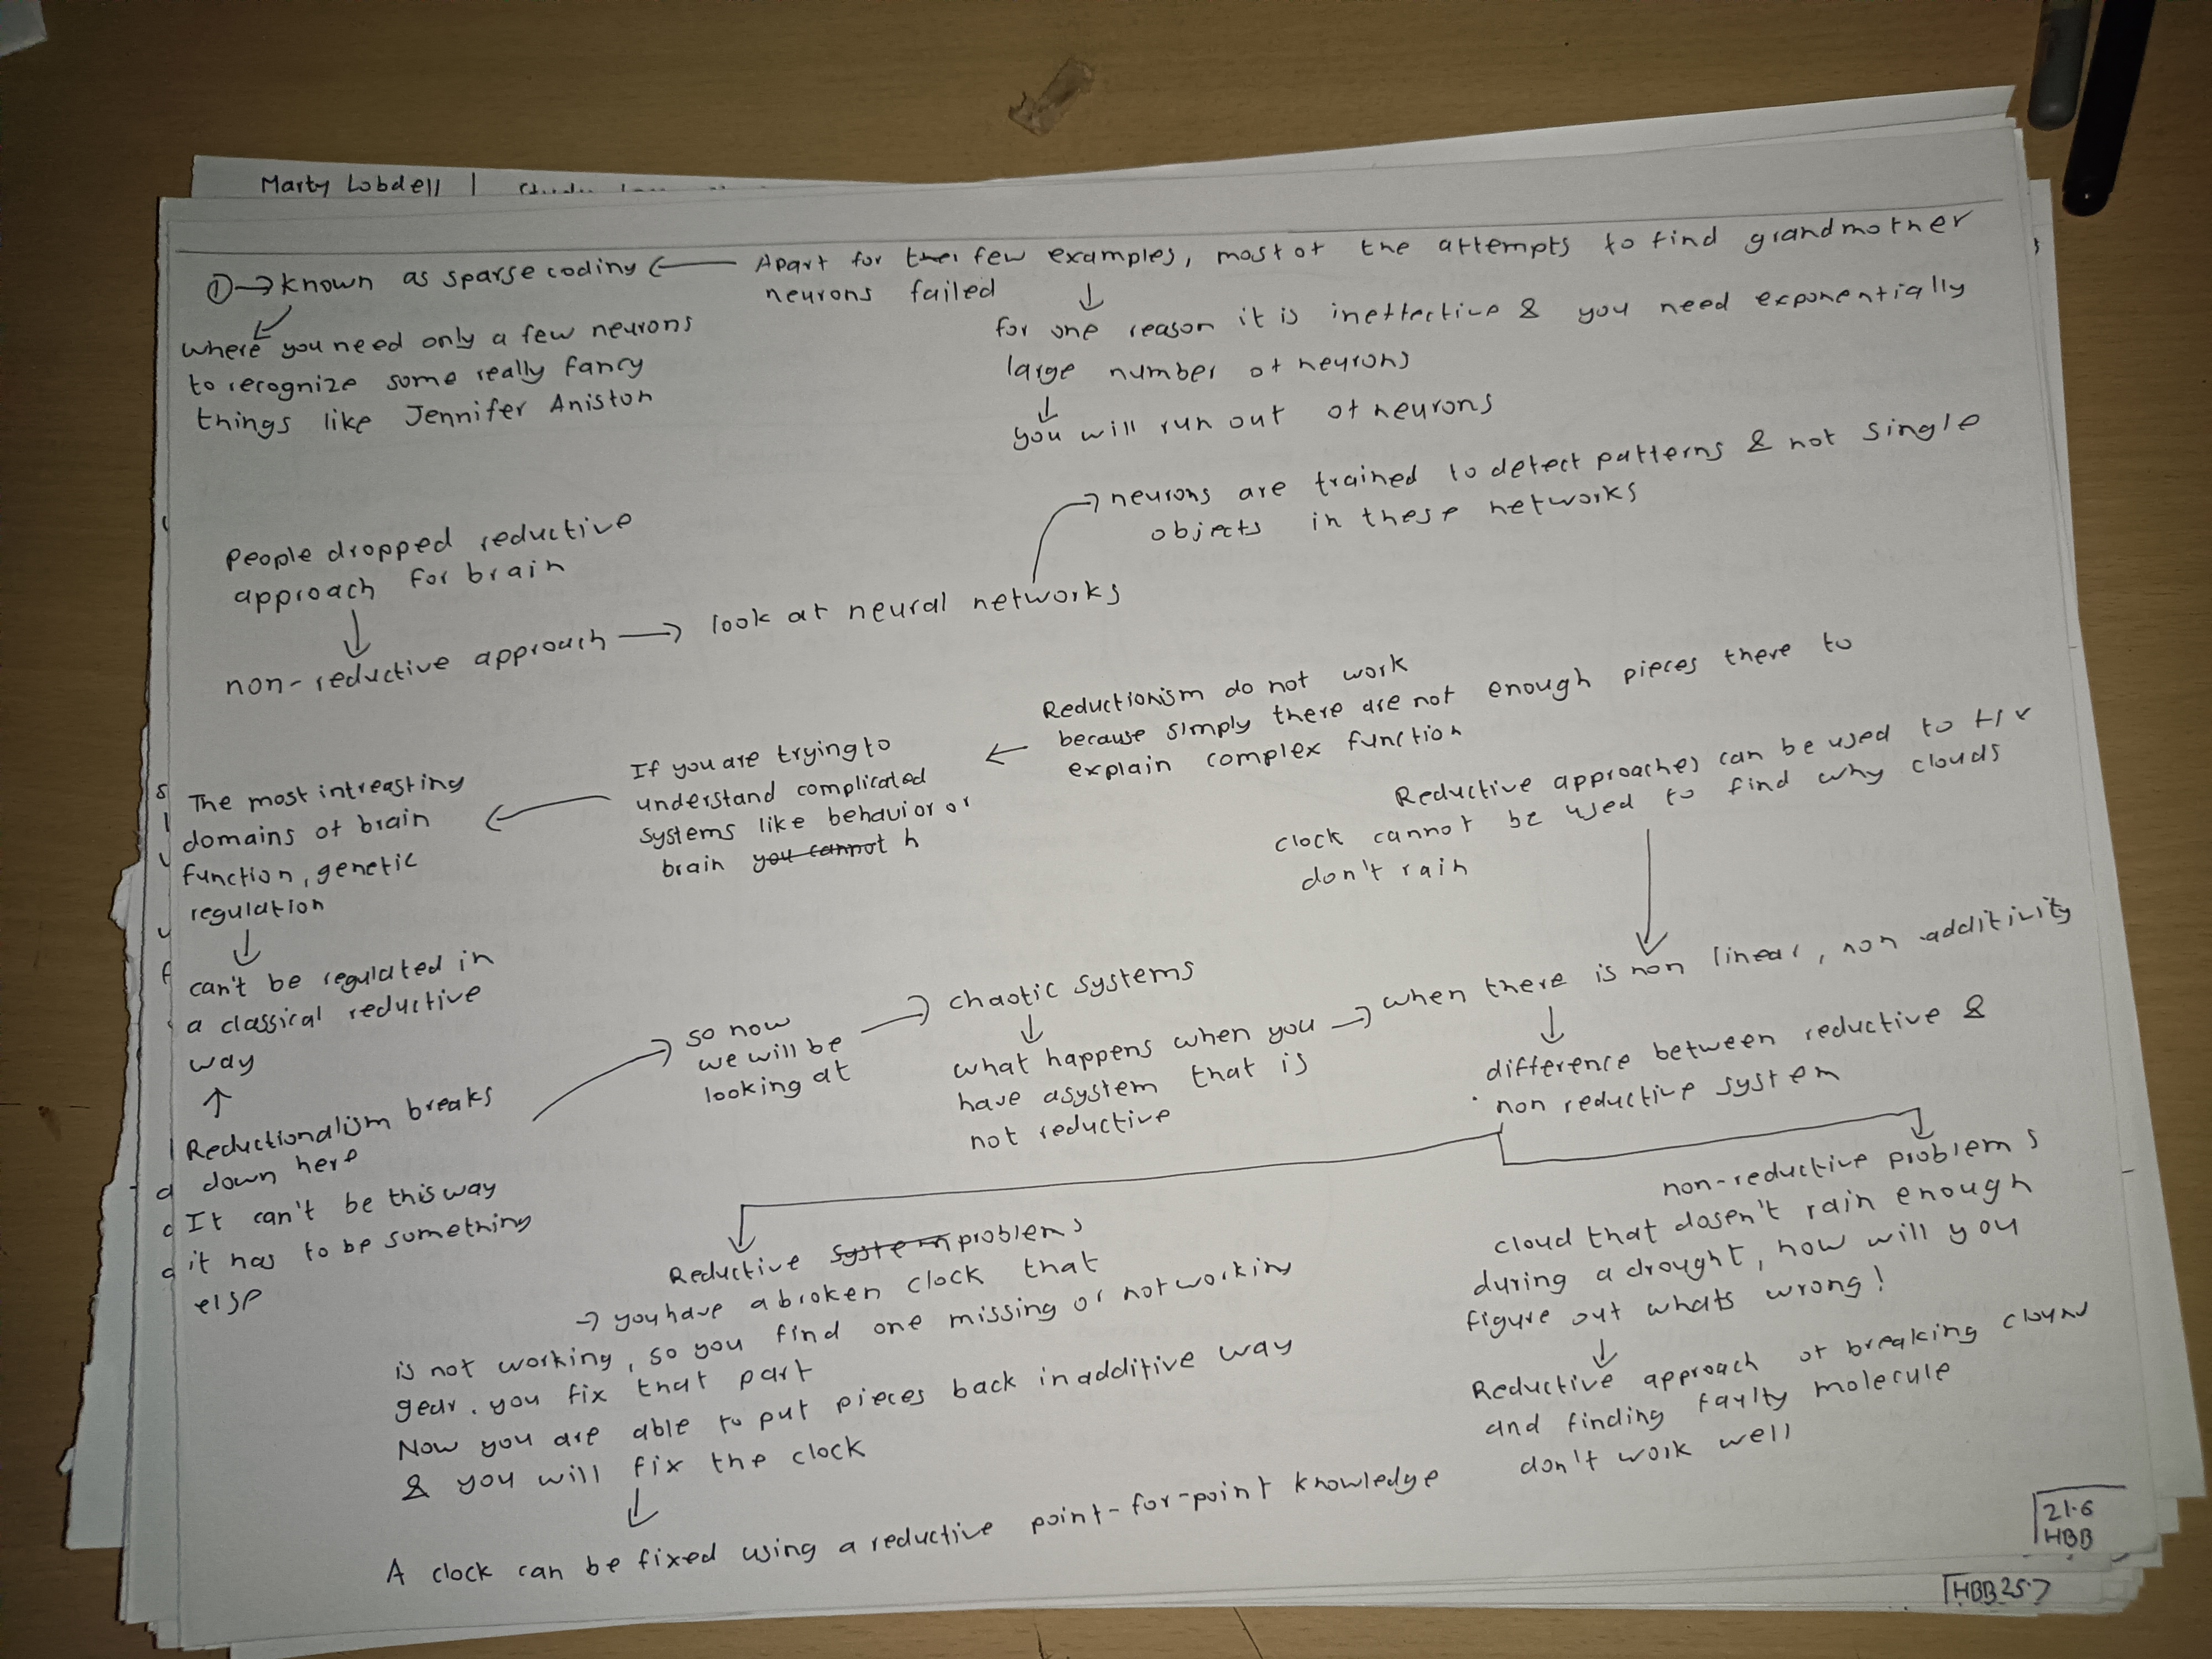 Marty Lobdell |
① → known as sparse coding ← Apart for their few examples, most of the attempts to find grandmother
neurons failed
where you need only a few neurons
to recognize some really fancy
things like Jennifer Aniston
for one reason it is ineffective & you need exponentially
large number of neurons
you will run out of neurons
neurons are trained to detect patterns & not single
objects in these networks
People dropped reductive
approach for brain
non-reductive approach → look at neural networks
Reductionism do not work
because simply there are not enough pieces there to
explain complex function
If you are trying to
understand complicated
systems like behavior or
brain you cannot h
The most intreasting
domains of brain
function, genetic
regulation
can't be regulated in
a classical reductive
way
Reductionalism breaks
down here
It can't be this way
it has to be something
else
Reductive approaches can be used to fix
clock cannot be used to find why clouds
don't rain
so now
we will be
looking at
chaotic systems
what happens when you
have a system that is
not reductive
when there is non linear, non additivity
difference between reductive &
non reductive system
Reductive system problems
→ you have a broken clock that
is not working, so you find one missing or not working
gear. you fix that part
Now you are able to put pieces back in additive way
& you will fix the clock
A clock can be fixed using a reductive point-for-point knowledge
non-reductive problems
cloud that dosen't rain enough
during a drought, how will you
figure out whats wrong!
Reductive approach of breaking
and finding faulty molecule
don't work well
21.6
HBB
HBB 25.7